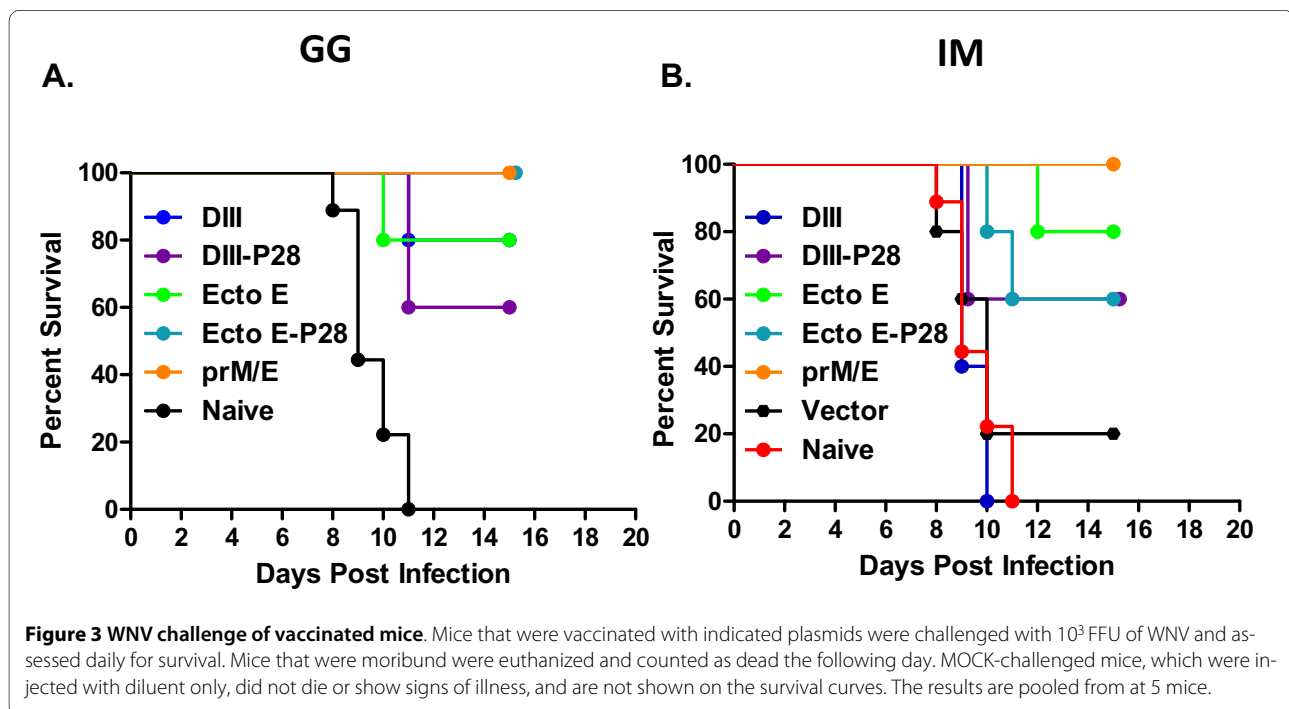 GG
A.
100
80
60
40
20
0
Percent Survival
DIII
DIII-P28
Ecto E
Ecto E-P28
prM/E
Naive
0 2 4 6 8 10 12 14 16 18 20
Days Post Infection
IM
B.
100
80
60
40
20
0
Percent Survival
DIII
DIII-P28
Ecto E
Ecto E-P28
prM/E
Vector
Naive
0 2 4 6 8 10 12 14 16 18 20
Days Post Infection
Figure 3 WNV challenge of vaccinated mice. Mice that were vaccinated with indicated plasmids were challenged with 10³ FFU of WNV and as-
sessed daily for survival. Mice that were moribund were euthanized and counted as dead the following day. MOCK-challenged mice, which were in-
jected with diluent only, did not die or show signs of illness, and are not shown on the survival curves. The results are pooled from at 5 mice.